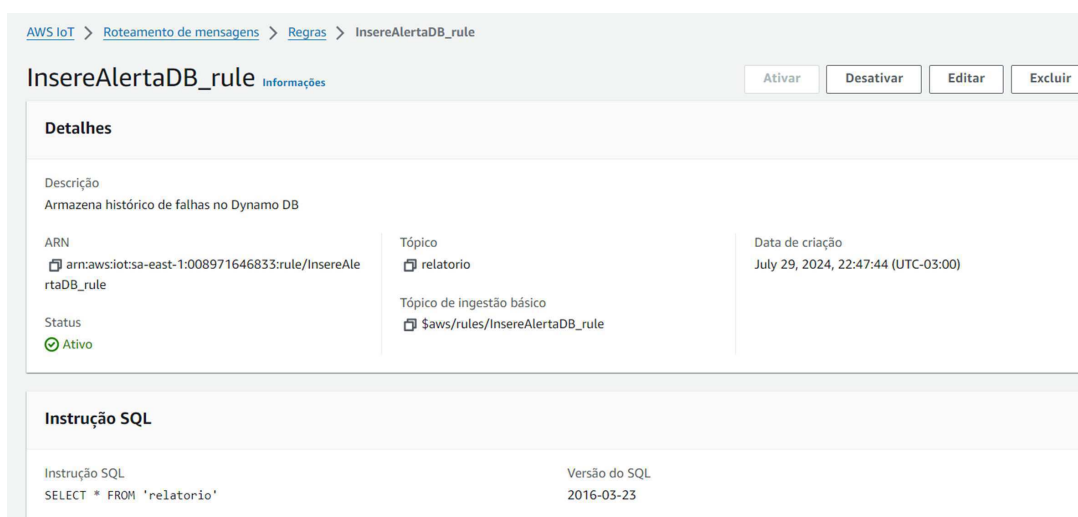 AWS IoT > Roteamento de mensagens > Regras > InsereAlertaDB_rule
InsereAlertaDB_rule Informações
Ativar Desativar Editar Excluir
Detalhes
Descrição
Armazena histórico de falhas no Dynamo DB
ARN
arn:aws:iot:sa-east-1:008971646833:rule/InsereAle
rtaDB_rule
Status
Ativo
Tópico
relatorio
Tópico de ingestão básico
$aws/rules/InsereAlertaDB_rule
Data de criação
July 29, 2024, 22:47:44 (UTC-03:00)
Instrução SQL
Instrução SQL
SELECT * FROM 'relatorio'
Versão do SQL
2016-03-23